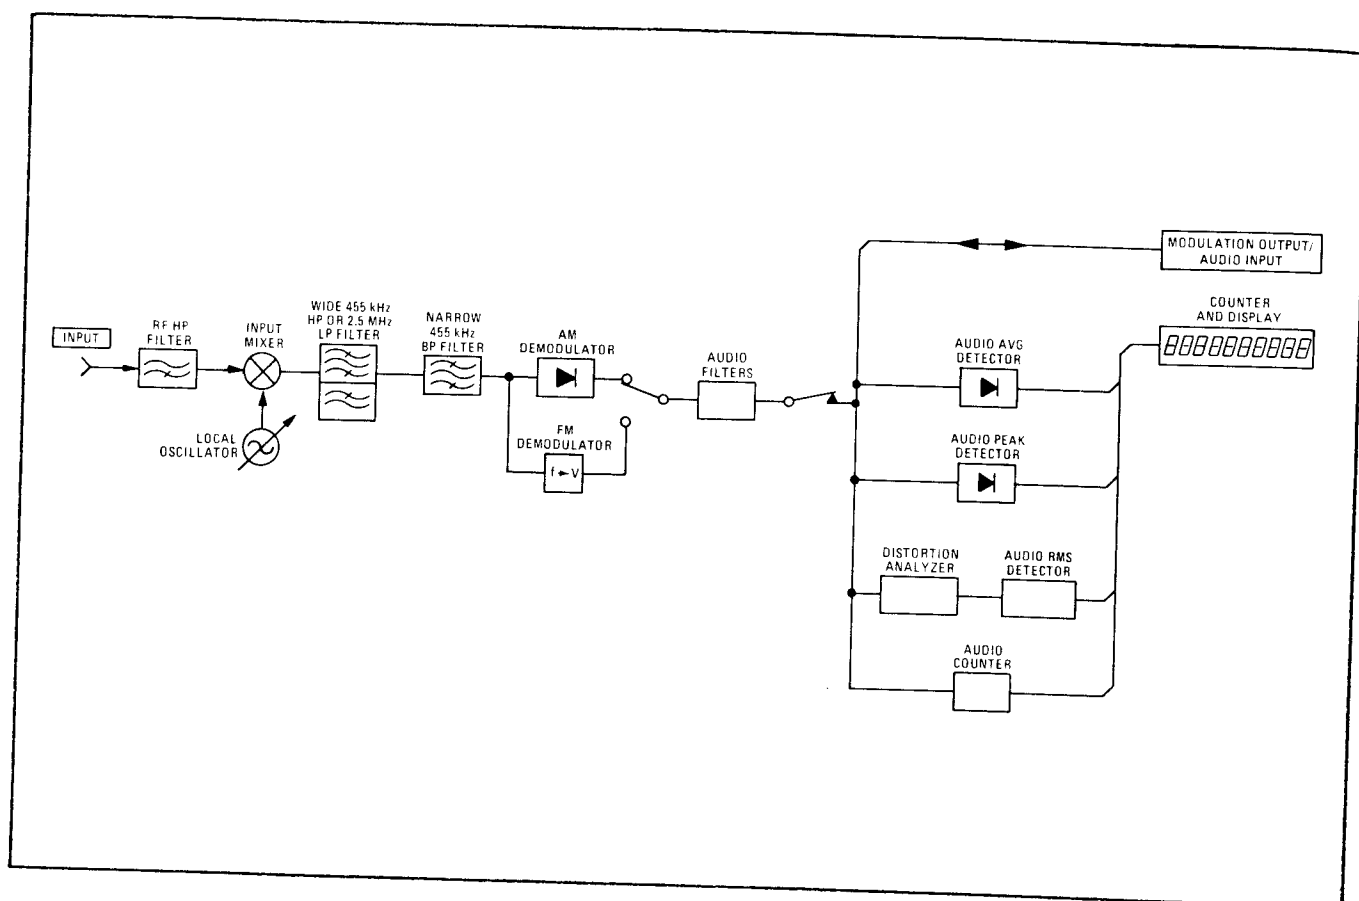 INPUT
RF HP
FILTER
INPUT
MIXER
LOCAL
OSCILLATOR
WIDE 455 kHz
HP OR 2.5 MHz
LP FILTER
NARROW
455 kHz
BP FILTER
AM
DEMODULATOR
FM
DEMODULATOR
f V
AUDIO
FILTERS
MODULATION OUTPUT/
AUDIO INPUT
COUNTER
AND DISPLAY
8888888888
AUDIO AVG
DETECTOR
AUDIO PEAK
DETECTOR
DISTORTION
ANALYZER
AUDIO RMS
DETECTOR
AUDIO
COUNTER